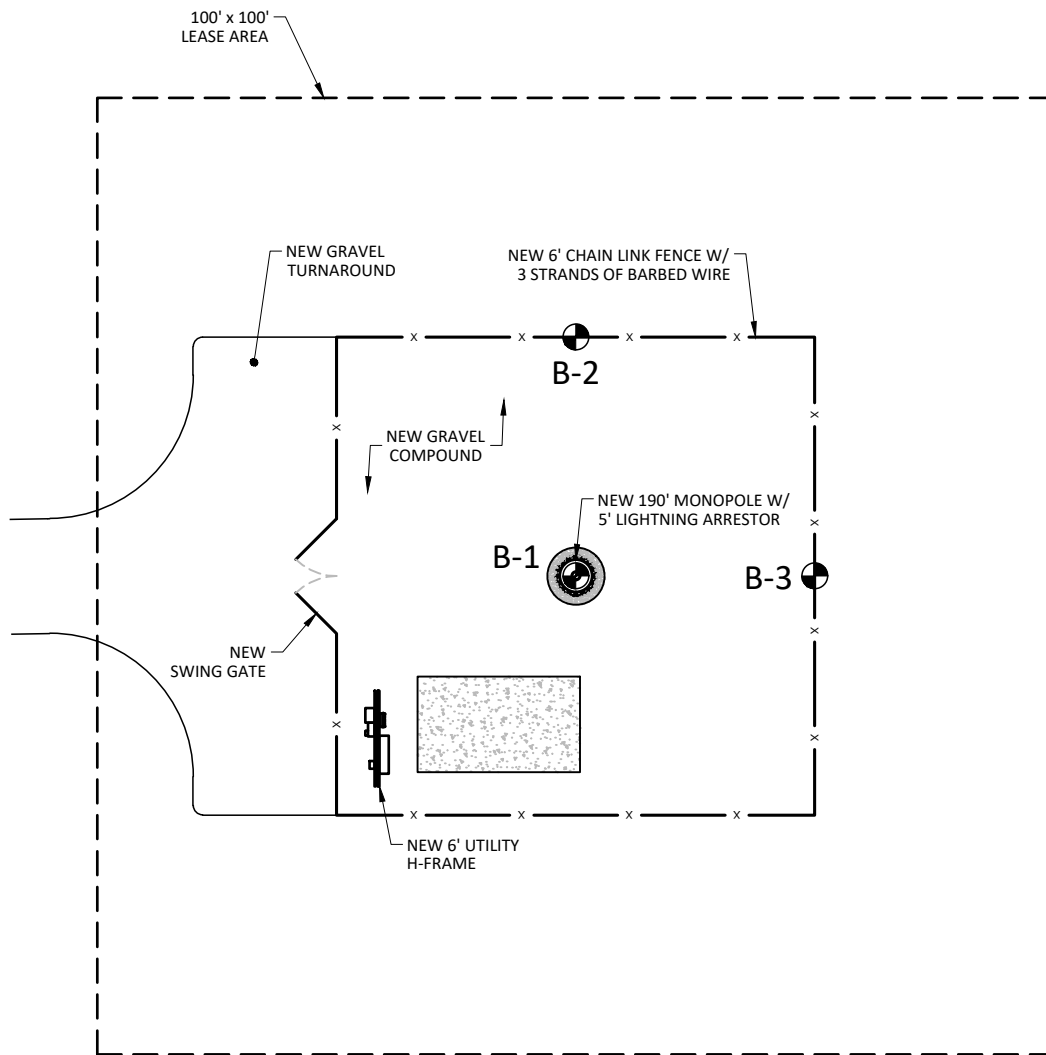 100' x 100'
LEASE AREA
NEW GRAVEL
TURNAROUND
NEW 6' CHAIN LINK FENCE W/
3 STRANDS OF BARBED WIRE
x x x x
B-2
x
x
NEW GRAVEL
COMPOUND
NEW 190' MONOPOLE W/
5' LIGHTNING ARRESTOR
x
B-1
B-3
x
NEW
SWING GATE
x
x
x x x x
NEW 6' UTILITY
H-FRAME